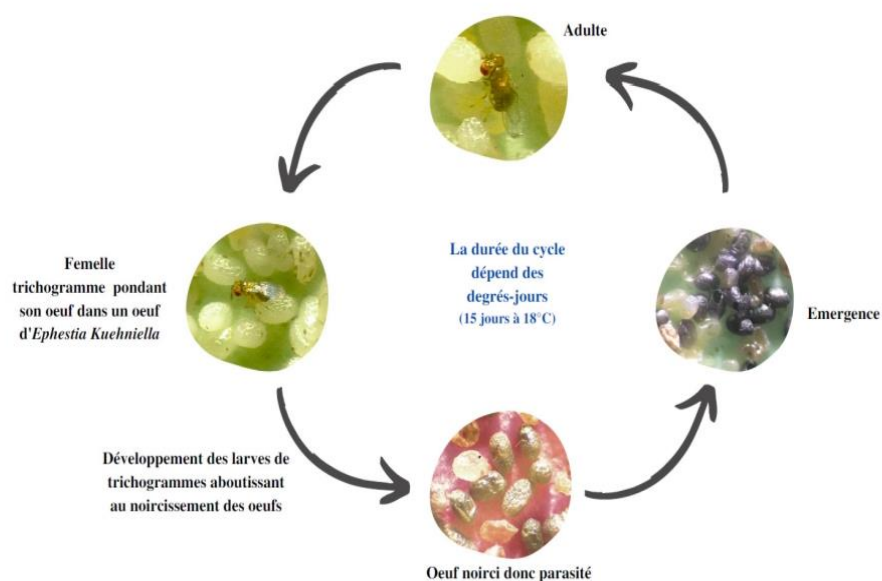 Adulte
Femelle
trichogramme pondant
son oeuf dans un oeuf
d'Ephestia Kuehniella
La durée du cycle
dépend des
degrés-jours
(15 jours à 18°C)
Emergence
Développement des larves de
trichogrammes aboutissant
au noircissement des oeufs
Oeuf noirci donc parasité